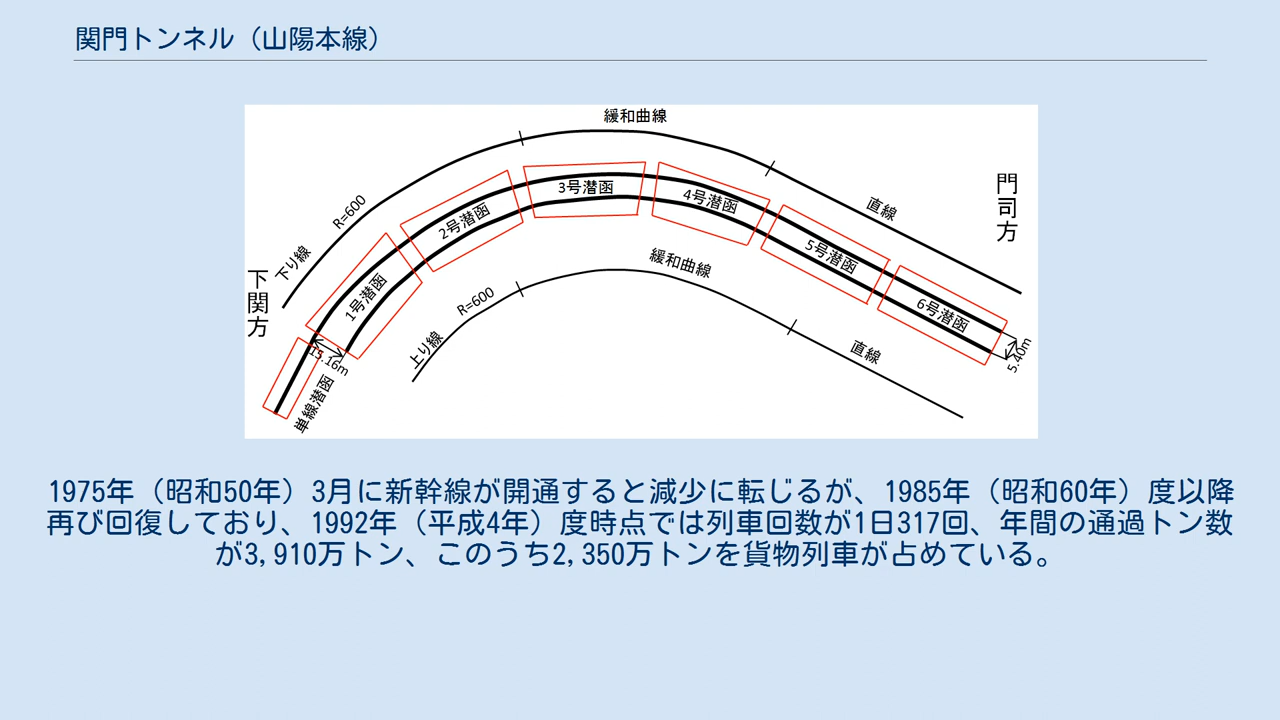 関門トンネル（山陽本線）
緩和曲線
門司方
直線
R=600
下り線
下関方
3号潜函
4号潜函
2号潜函
5号潜函
1号潜函
6号潜函
緩和曲線
R=600
上り線
直線
15.16m
5.40m
単線潜函
1975年（昭和50年）3月に新幹線が開通すると減少に転じるが、1985年（昭和60年）度以降
再び回復しており、1992年（平成4年）度時点では列車回数が1日317回、年間の通過トン数
が3,910万トン、このうち2,350万トンを貨物列車が占めている。